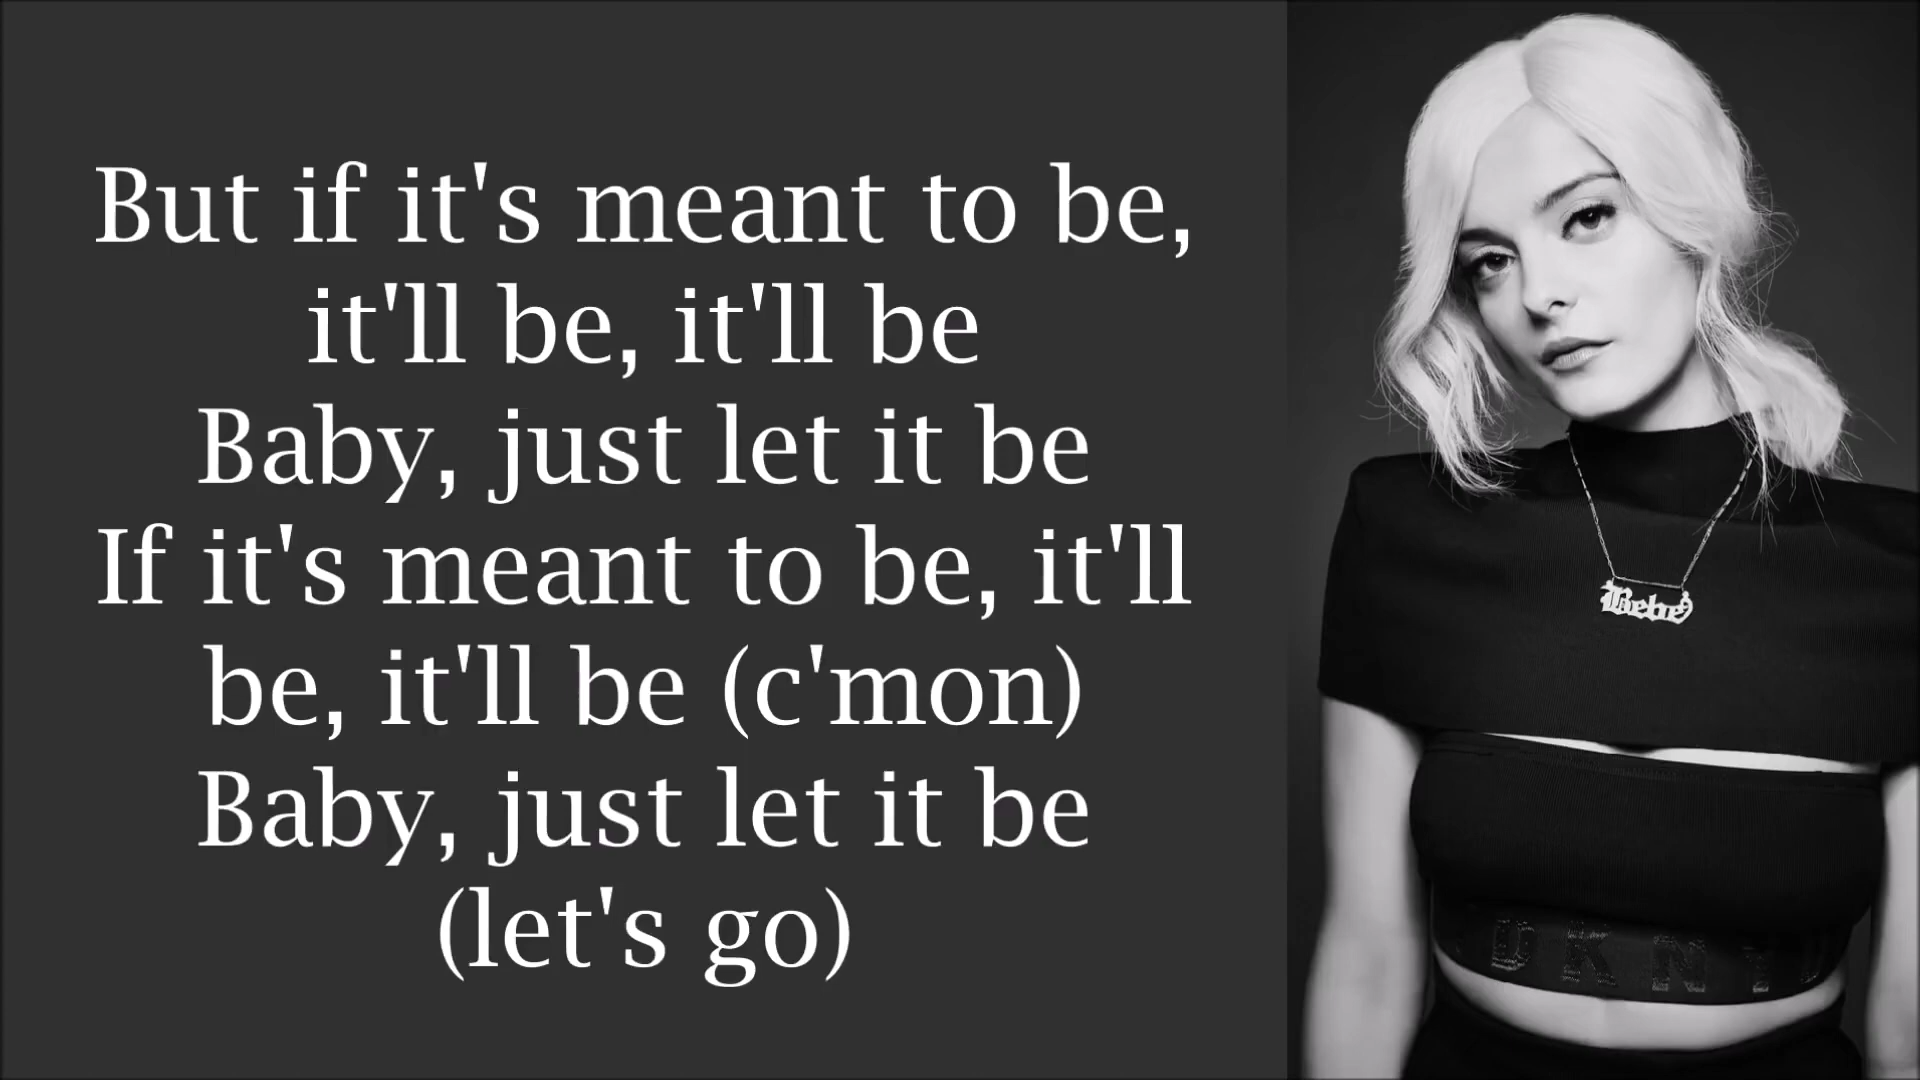 But if it's meant to be,
it'll be, it'll be
Baby, just let it be
If it's meant to be, it'll
be, it'll be (c'mon)
Baby, just let it be
(let's go)
Bebe
DKNY